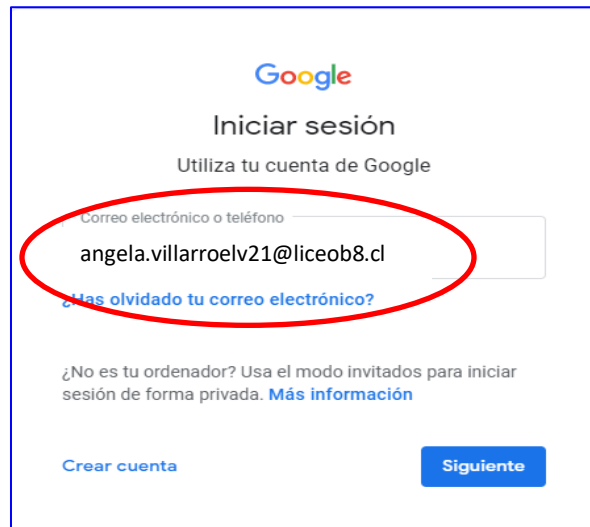 Google
Iniciar sesión
Utiliza tu cuenta de Google
Correo electrónico o teléfono
angela.villarroelv21@liceob8.cl
¿Has olvidado tu correo electrónico?
¿No es tu ordenador? Usa el modo invitados para iniciar
sesión de forma privada. Más información
Crear cuenta
Siguiente